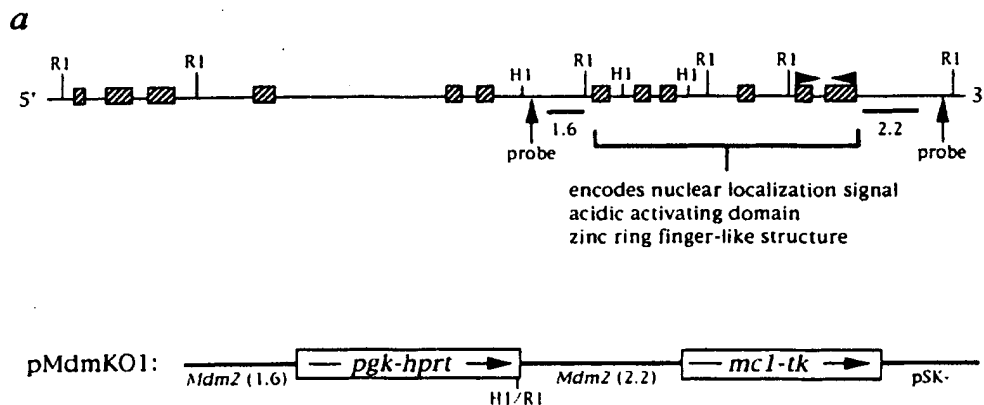 a
R1 R1 H1 R1 H1 H1 R1 R1 R1
5' 3
1.6 2.2
probe probe
encodes nuclear localization signal
acidic activating domain
zinc ring finger-like structure
pMdmKO1: pgk-hprt mc1-tk
Mdm2 (1.6) Mdm2 (2.2) pSK-
H1/R1